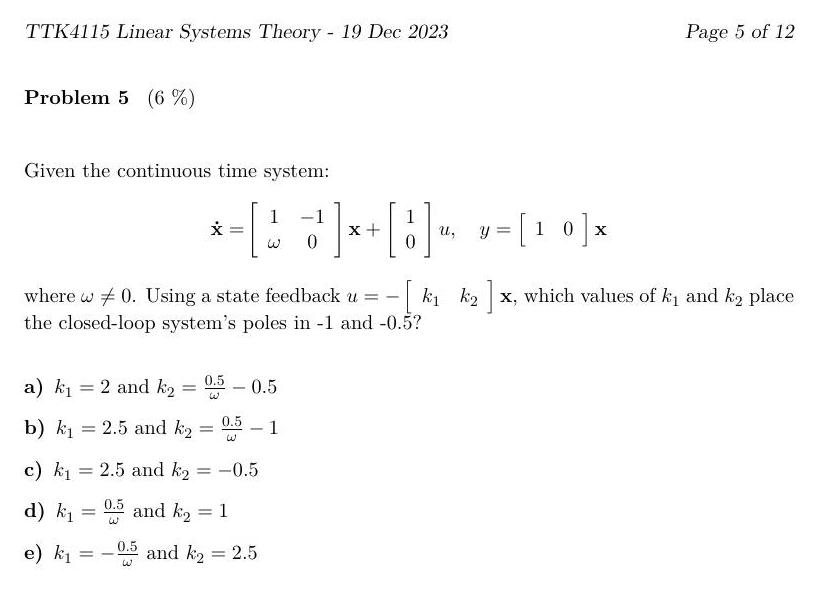 TTK4115 Linear Systems Theory - 19 Dec 2023 Page 5 of 12
Problem 5 (6 %)
Given the continuous time system:
ẋ = [ 1 −1 ; ω 0 ] x + [ 1 ; 0 ] u, y = [ 1 0 ] x
where ω ≠ 0. Using a state feedback u = −[ k₁ k₂ ] x, which values of k₁ and k₂ place
the closed-loop system's poles in -1 and -0.5?
a) k₁ = 2 and k₂ = 0.5/ω − 0.5
b) k₁ = 2.5 and k₂ = 0.5/ω − 1
c) k₁ = 2.5 and k₂ = −0.5
d) k₁ = 0.5/ω and k₂ = 1
e) k₁ = −0.5/ω and k₂ = 2.5